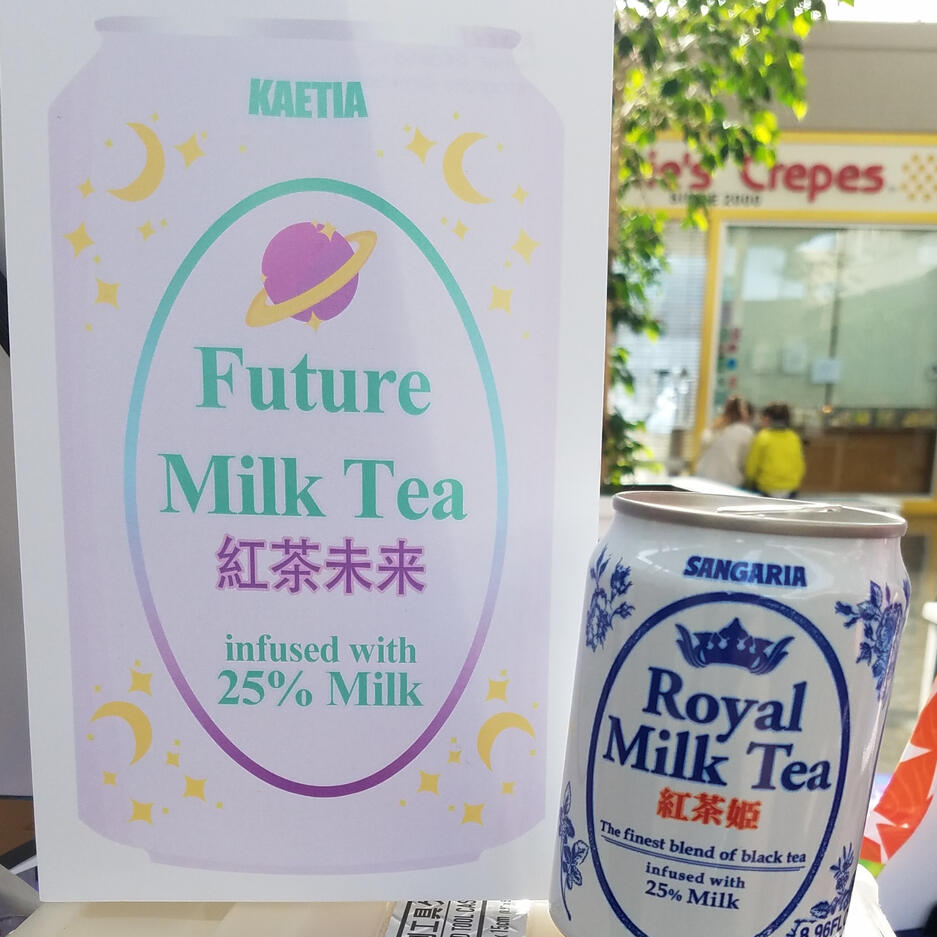 KAETIA
Future
Milk Tea
紅茶未来
infused with
25% Milk
Crepes
SANGARIA
Royal
Milk Tea
紅茶姫
The finest blend of black tea
infused with
25% Milk